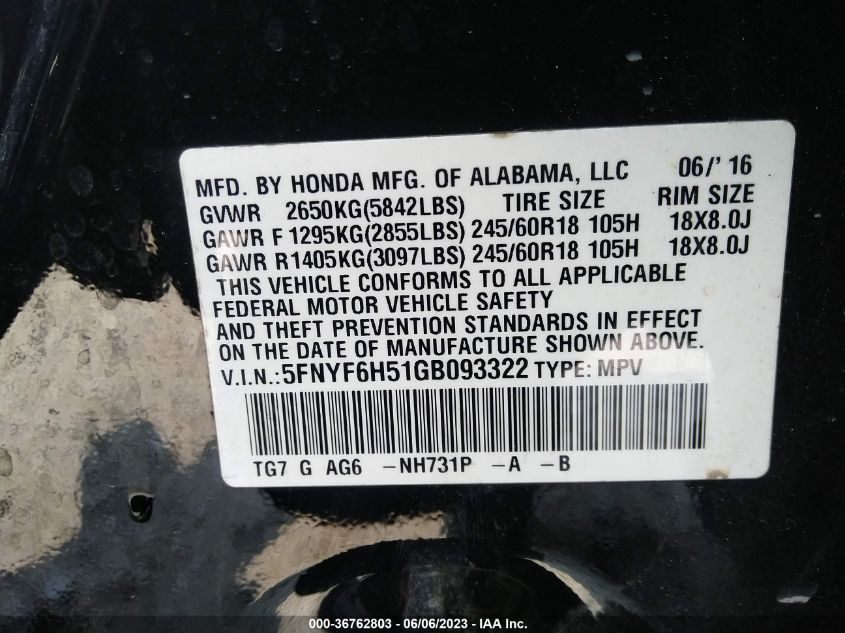 MFD. BY HONDA MFG. OF ALABAMA, LLC 06/' 16
GVWR 2650KG(5842LBS) TIRE SIZE RIM SIZE
GAWR F 1295KG(2855LBS) 245/60R18 105H 18X8.0J
GAWR R1405KG(3097LBS) 245/60R18 105H 18X8.0J
THIS VEHICLE CONFORMS TO ALL APPLICABLE
FEDERAL MOTOR VEHICLE SAFETY
AND THEFT PREVENTION STANDARDS IN EFFECT
ON THE DATE OF MANUFACTURE SHOWN ABOVE.
V.I.N.:5FNYF6H51GB093322 TYPE: MPV
TG7 G AG6 -NH731P -A -B
000-36762803 - 06/06/2023 - IAA Inc.